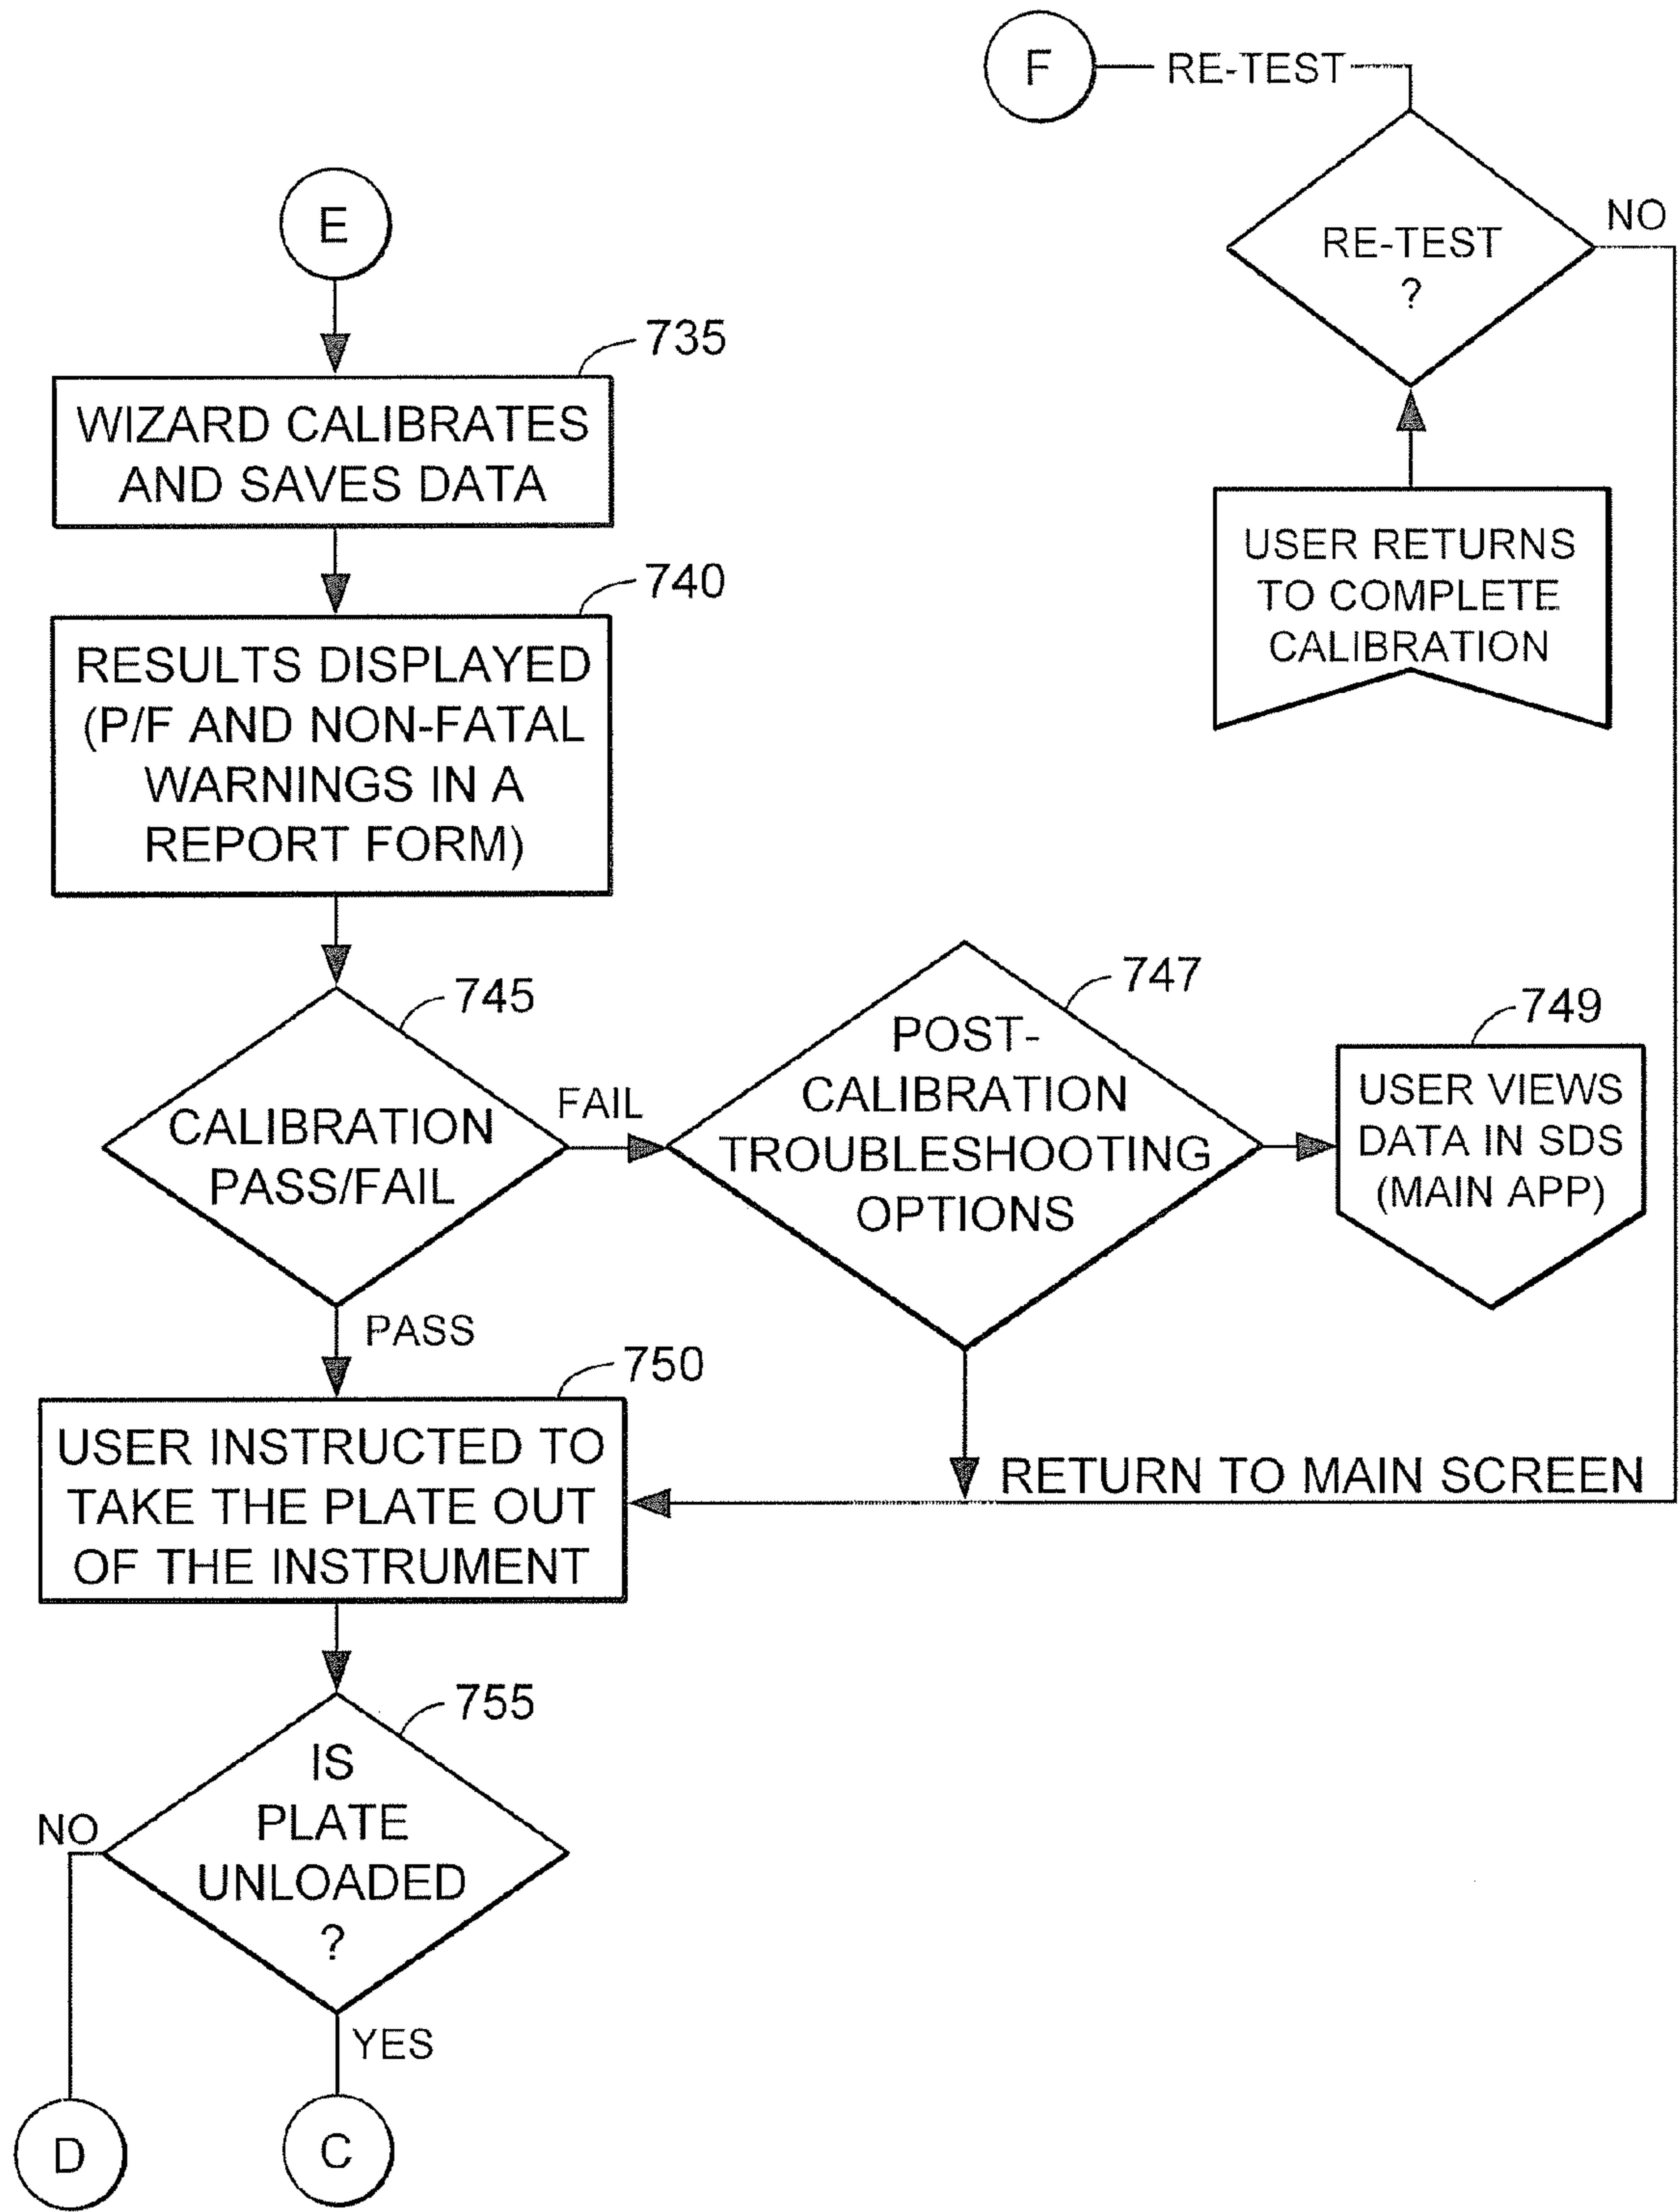 F
RE-TEST
RE-TEST
?
NO
E
735
WIZARD CALIBRATES
AND SAVES DATA
USER RETURNS
TO COMPLETE
CALIBRATION
740
RESULTS DISPLAYED
(P/F AND NON-FATAL
WARNINGS IN A
REPORT FORM)
745
CALIBRATION
PASS/FAIL
FAIL
747
POST-
CALIBRATION
TROUBLESHOOTING
OPTIONS
749
USER VIEWS
DATA IN SDS
(MAIN APP)
PASS
750
USER INSTRUCTED TO
TAKE THE PLATE OUT
OF THE INSTRUMENT
RETURN TO MAIN SCREEN
755
IS
PLATE
UNLOADED
?
NO
YES
D
C